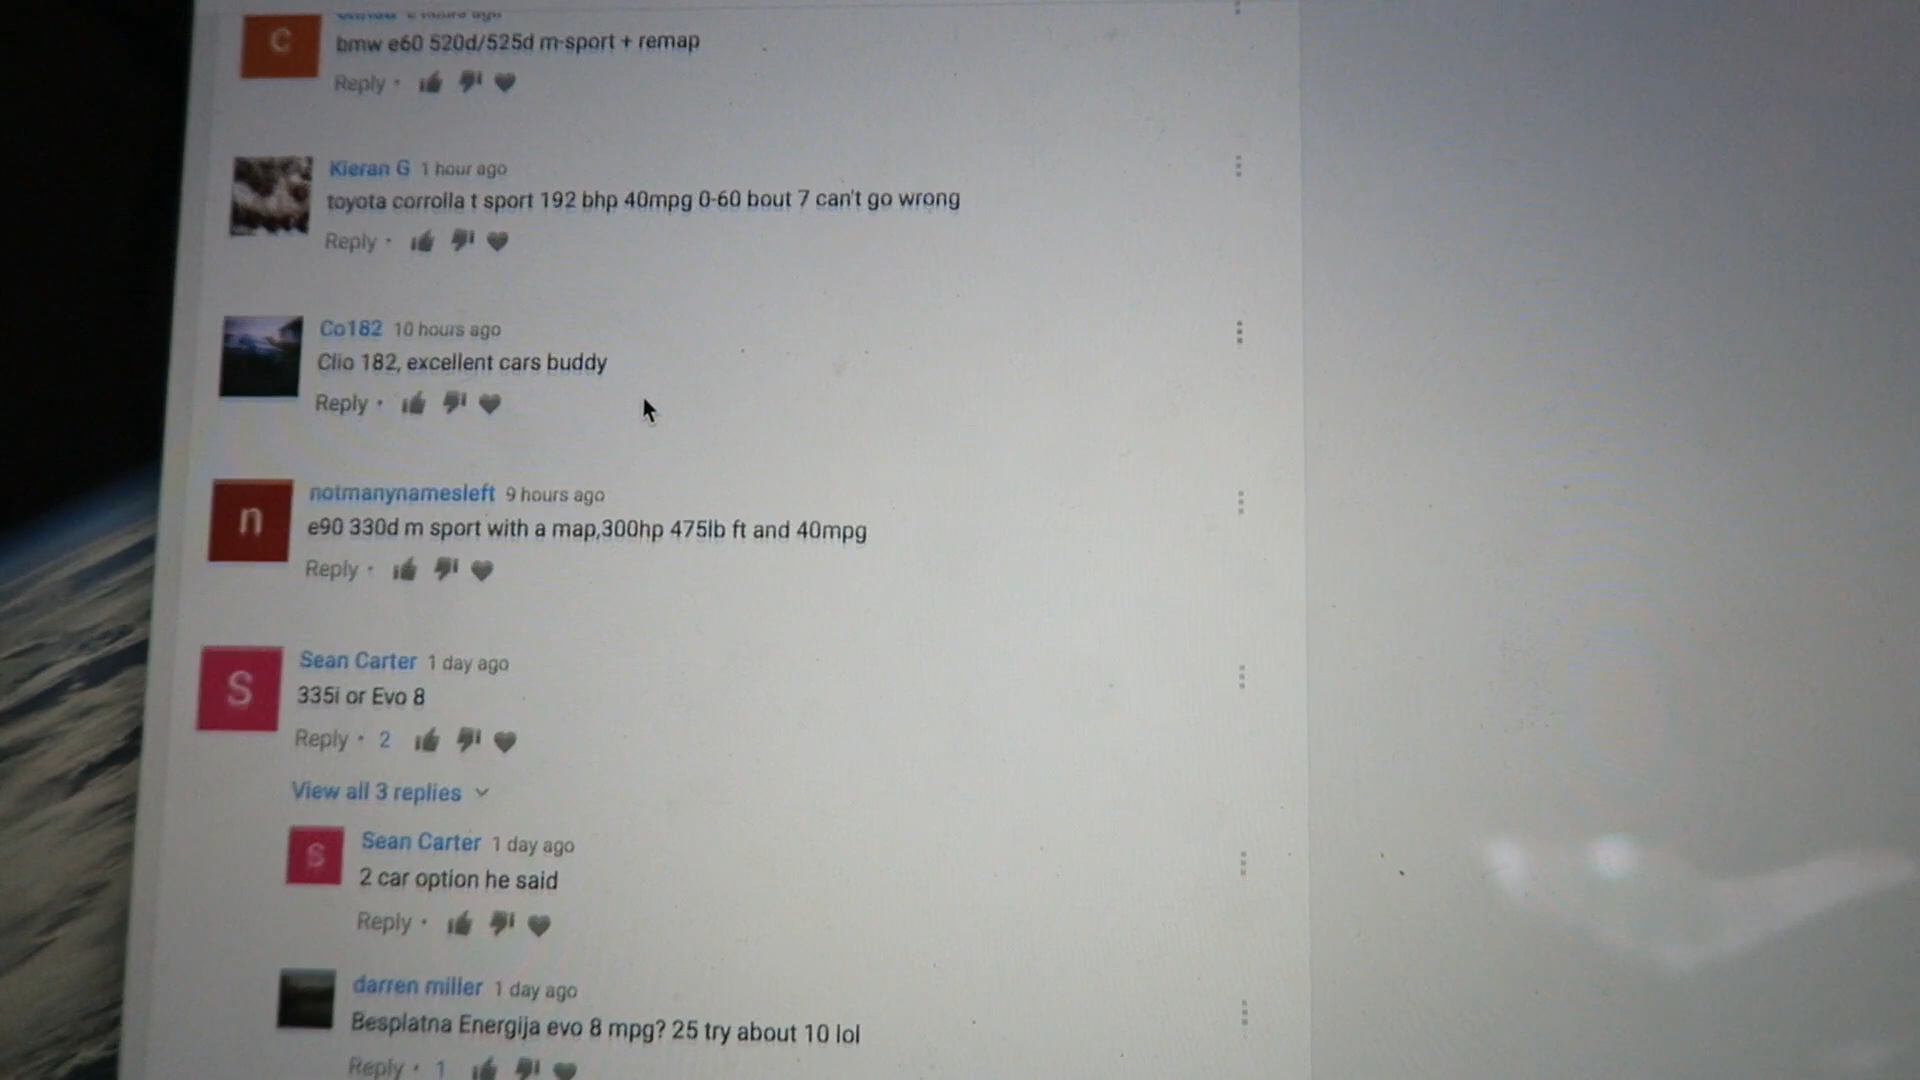 C
bmw e60 520d/525d m-sport + remap
Reply •
Kieran G 1 hour ago
toyota corrolla t sport 192 bhp 40mpg 0-60 bout 7 can't go wrong
Reply •
Co182 10 hours ago
Clio 182, excellent cars buddy
Reply •
n
notmanynamesleft 9 hours ago
e90 330d m sport with a map,300hp 475lb ft and 40mpg
Reply •
S
Sean Carter 1 day ago
335i or Evo 8
Reply • 2
View all 3 replies
S
Sean Carter 1 day ago
2 car option he said
Reply •
darren miller 1 day ago
Besplatna Energija evo 8 mpg? 25 try about 10 lol
Reply • 1